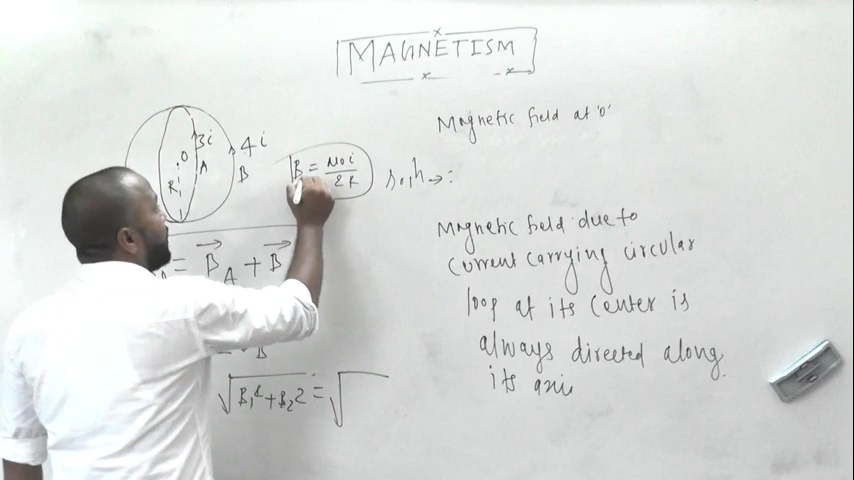 MAGNETISM
Magnetic field at 'o'
3i 4i
O A B
R
B = μ0i / 2R
Soln → :
= B A + B
Magnetic field due to
current carrying circular
loop at its center is
always directed along
its axis
√B1² + B2² = √